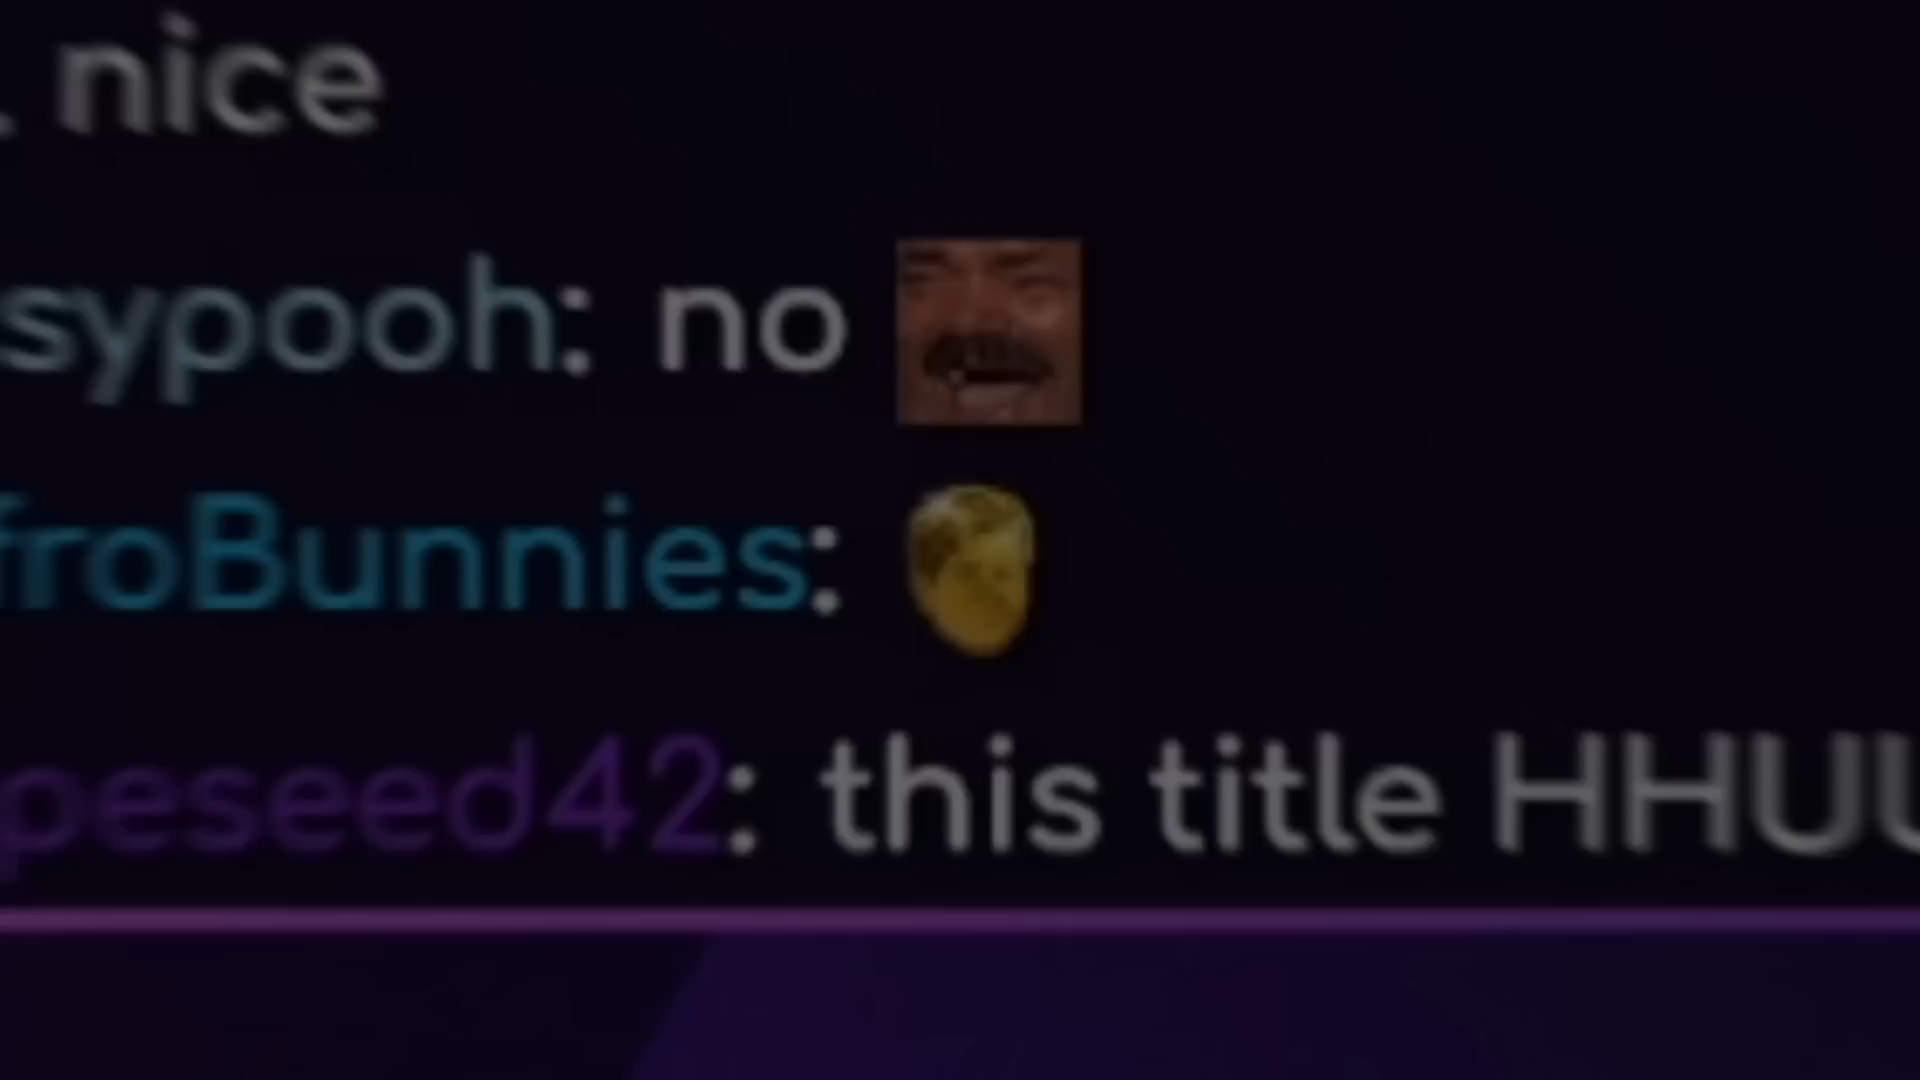 . nice
sypooh: no
froBunnies:
peseed42: this title HHUU